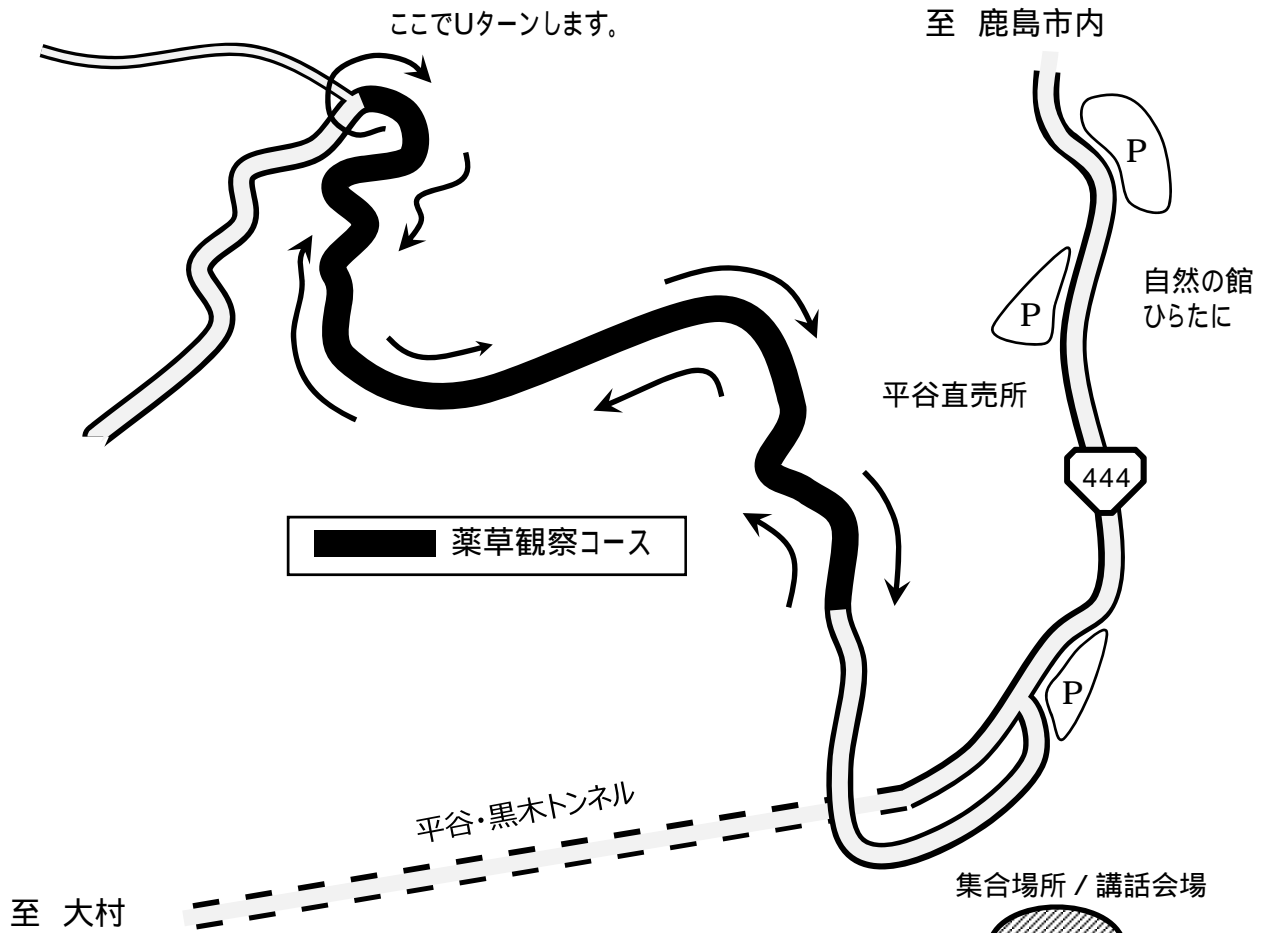 ここでUターンします。
至 鹿島市内
P
P
自然の館
ひらたに
平谷直売所
444
薬草観察コース
P
平谷・黒木トンネル
集合場所 / 講話会場
至 大村